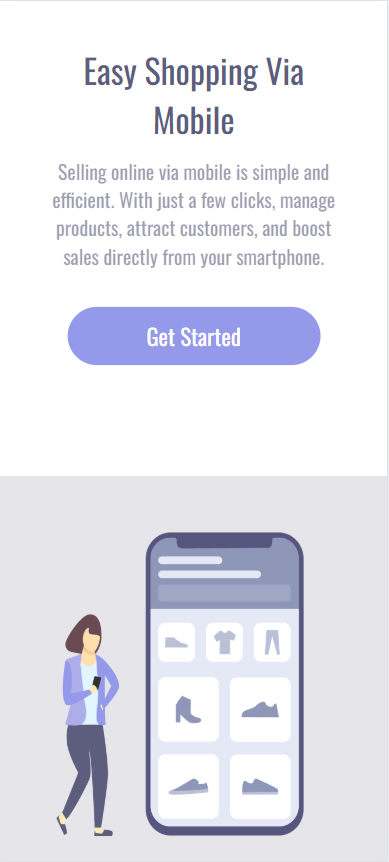 Easy Shopping Via
Mobile
Selling online via mobile is simple and
efficient. With just a few clicks, manage
products, attract customers, and boost
sales directly from your smartphone.
Get Started